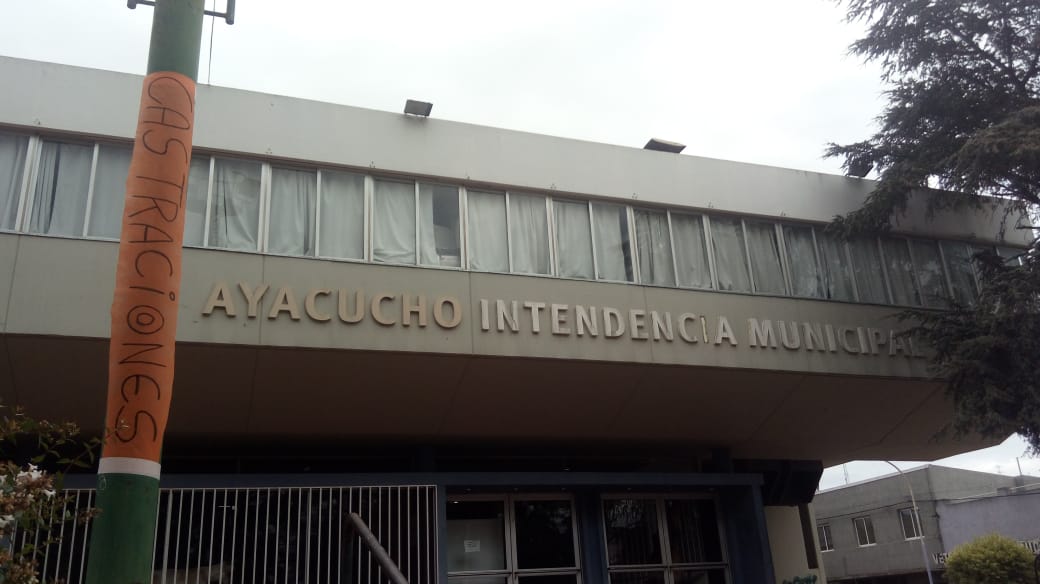 CASTRACIONES
AYACUCHO INTENDENCIA MUNICIPAL